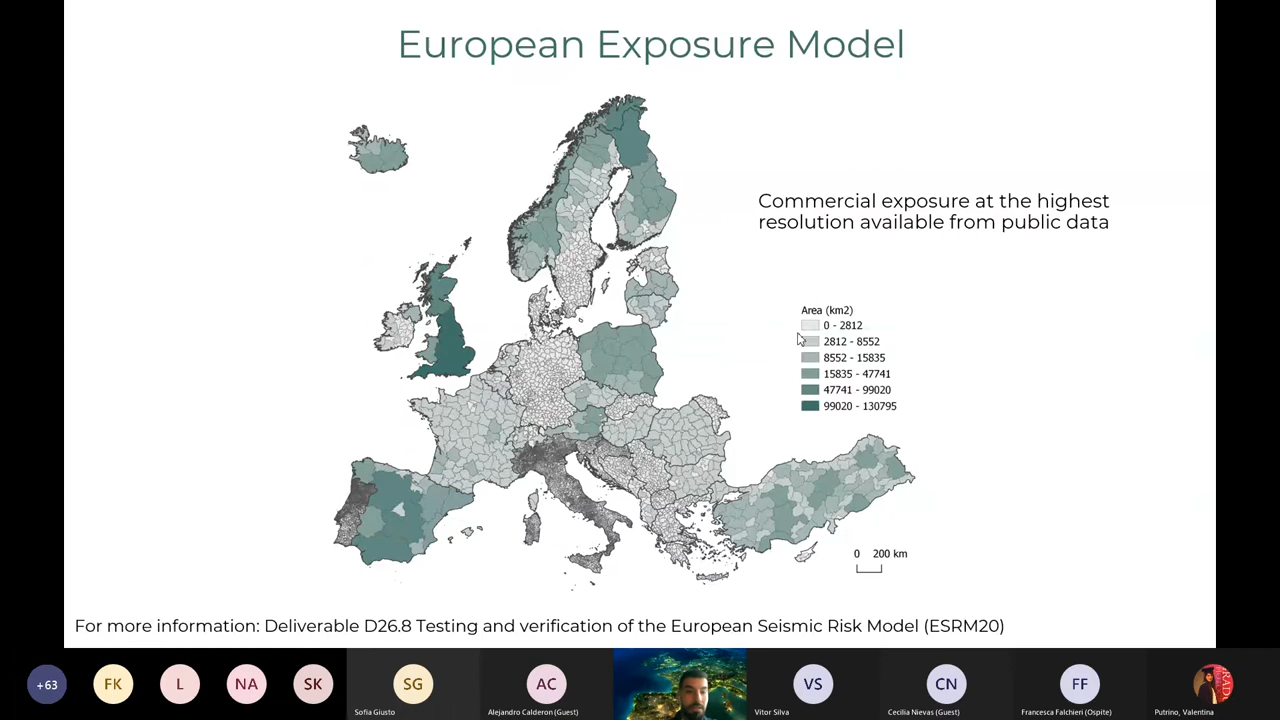 European Exposure Model
Commercial exposure at the highest
resolution available from public data
Area (km2)
0 - 2812
2812 - 8552
8552 - 15835
15835 - 47741
47741 - 99020
99020 - 130795
0 200 km
For more information: Deliverable D26.8 Testing and verification of the European Seismic Risk Model (ESRM20)
+63
FK
L
NA
SK
SG
AC
VS
CN
FF
RAD
Sofia Giusto
Alejandro Calderon (Guest)
Vitor Silva
Cecilia Nievas (Guest)
Francesca Falchieri (Ospite)
Putrino, Valentina